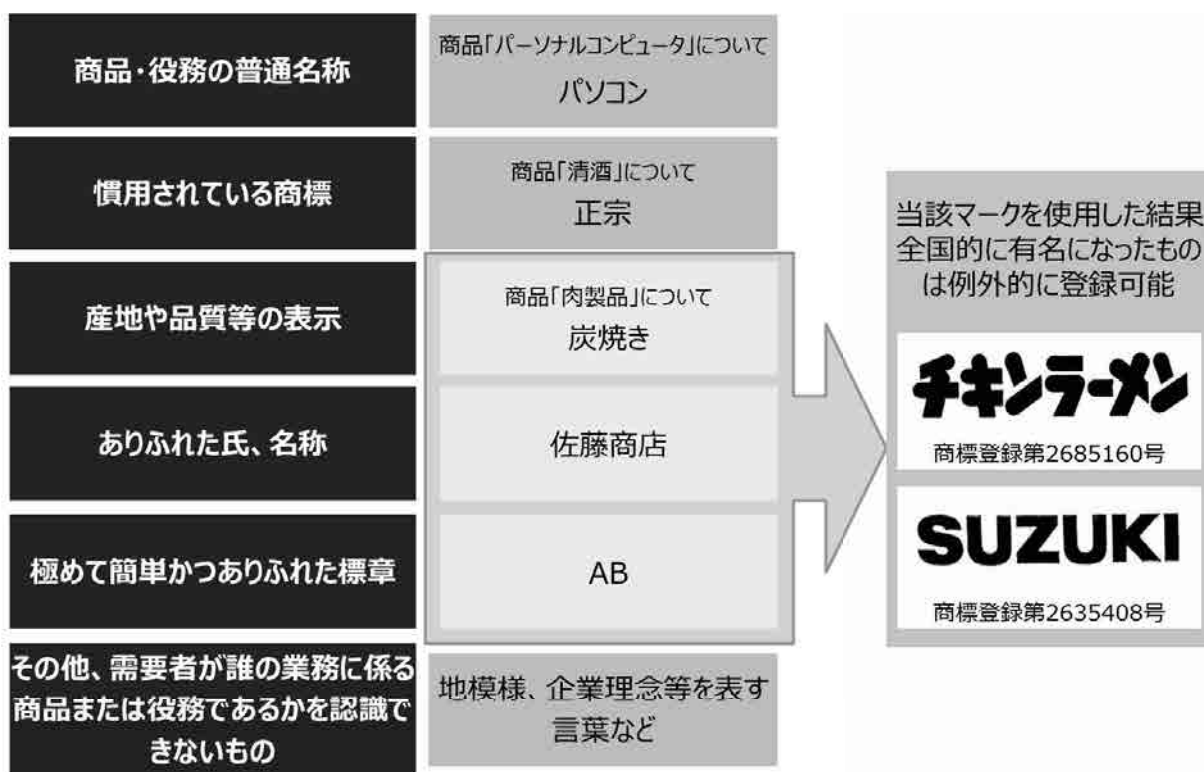 商品・役務の普通名称
商品「パーソナルコンピュータ」について
パソコン
慣用されている商標
商品「清酒」について
正宗
産地や品質等の表示
商品「肉製品」について
炭焼き
ありふれた氏、名称
佐藤商店
極めて簡単かつありふれた標章
AB
その他、需要者が誰の業務に係る
商品または役務であるかを認識で
きないもの
地模様、企業理念等を表す
言葉など
当該マークを使用した結果
全国的に有名になったもの
は例外的に登録可能
チキンラーメン
商標登録第2685160号
SUZUKI
商標登録第2635408号